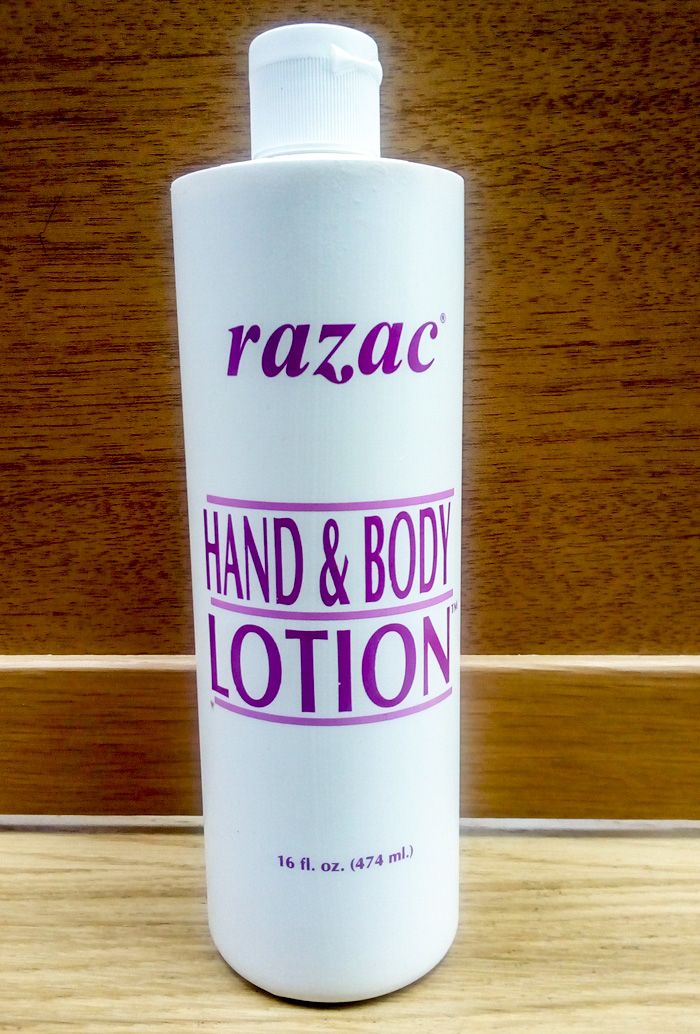 razac®
HAND & BODY
LOTION™
16 fl. oz. (474 ml.)